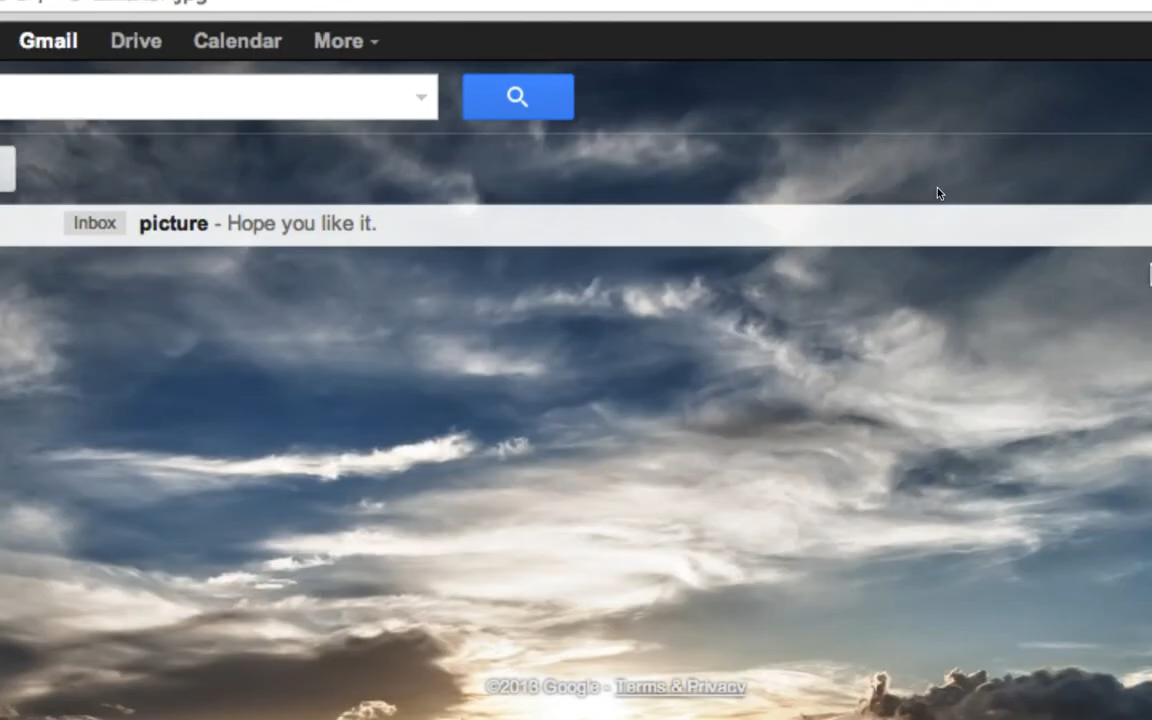 Gmail Drive Calendar More
Inbox picture - Hope you like it.
©2013 Google - Terms & Privacy